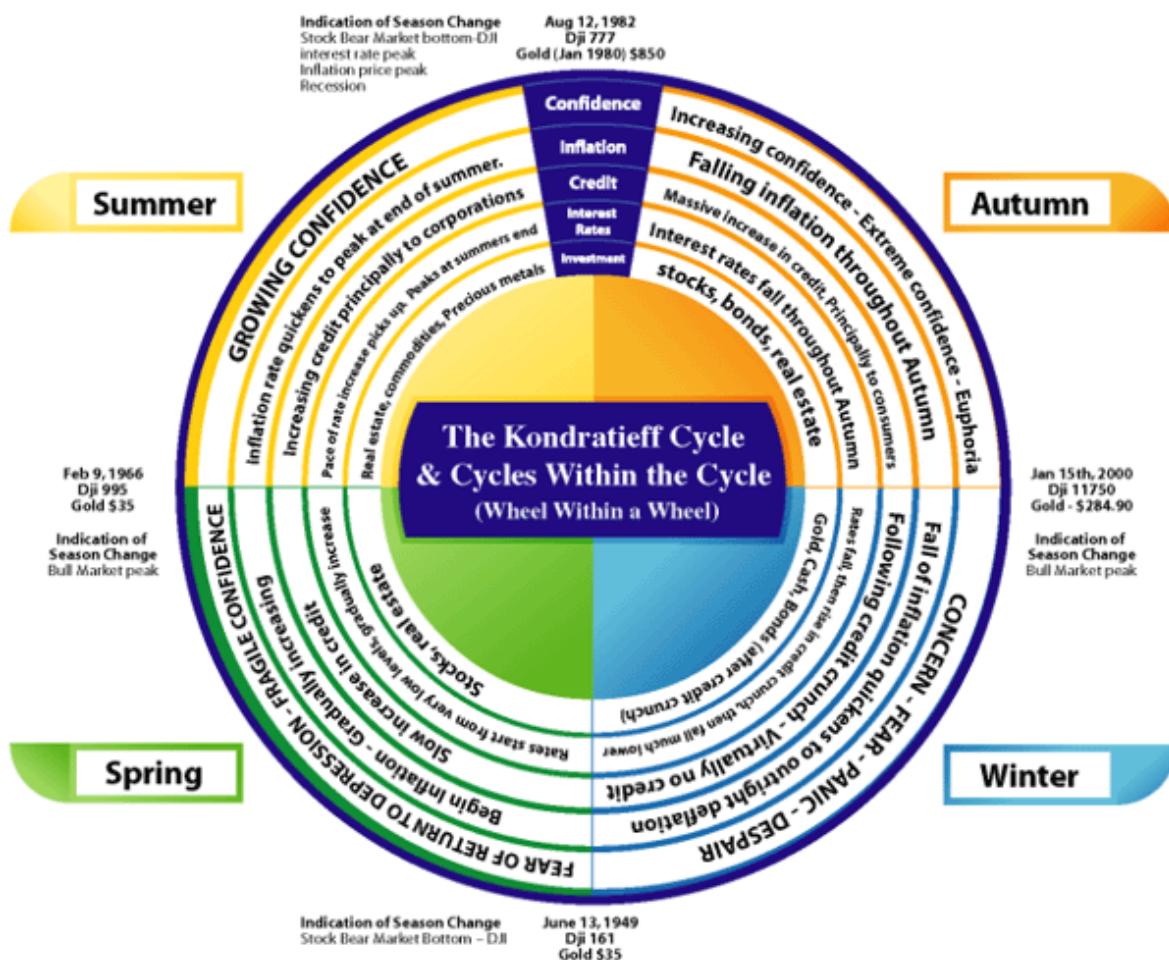 Indication of Season Change
Stock Bear Market bottom-DJI
interest rate peak
Inflation price peak
Recession
Aug 12, 1982
Dji 777
Gold (Jan 1980) $850
Confidence
Inflation
Credit
Interest
Rates
Investment
Summer
GROWING CONFIDENCE
Inflation rate quickens to peak at end of summer.
Increasing credit principally to corporations
Pace of rate increase picks up. Peaks at summers end
Real estate, commodities, Precious metals
Autumn
Increasing confidence - Extreme confidence - Euphoria
Falling inflation throughout Autumn
Massive increase in credit, Principally to consumers
Interest rates fall throughout Autumn
stocks, bonds, real estate
The Kondratieff Cycle
& Cycles Within the Cycle
(Wheel Within a Wheel)
Feb 9, 1966
Dji 995
Gold $35
Indication of
Season Change
Bull Market peak
Jan 15th, 2000
Dji 11750
Gold - $284.90
Indication of
Season Change
Bull Market peak
Spring
FEAR OF RETURN TO DEPRESSION - FRAGILE CONFIDENCE
Begin Inflation - Gradually increasing
Slow increase in credit
Rates start from very low levels, gradually increase
Stocks, real estate
Winter
CONCERN - FEAR - PANIC - DESPAIR
Fall of inflation quickens to outright deflation
Following credit crunch - Virtually no credit
Rates fall, then rise in credit crunch, then fall much lower
Gold, Cash, Bonds (after credit crunch)
Indication of Season Change
Stock Bear Market Bottom – DJI
June 13, 1949
Dji 161
Gold $35